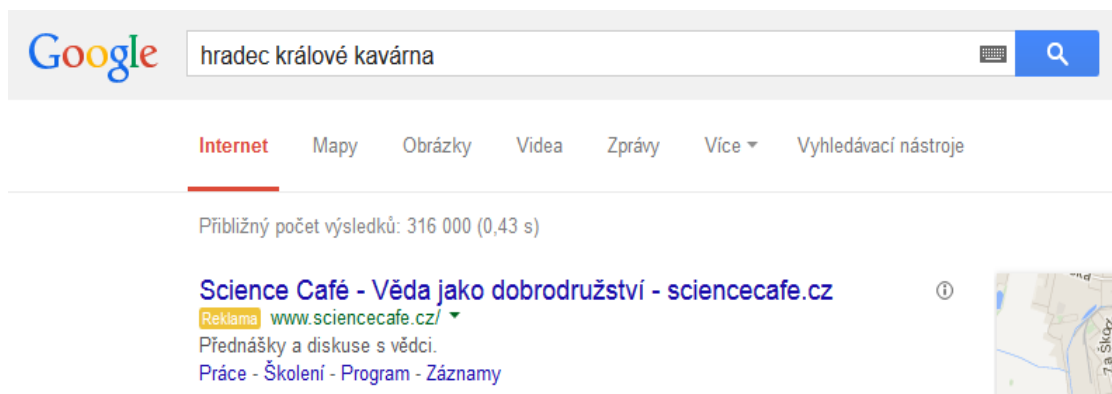 Google hradec králové kavárna
Internet Mapy Obrázky Videa Zprávy Více Vyhledávací nástroje
Přibližný počet výsledků: 316 000 (0,43 s)
Science Café - Věda jako dobrodružství - sciencecafe.cz
Reklama www.sciencecafe.cz/
Přednášky a diskuse s vědci.
Práce - Školení - Program - Záznamy